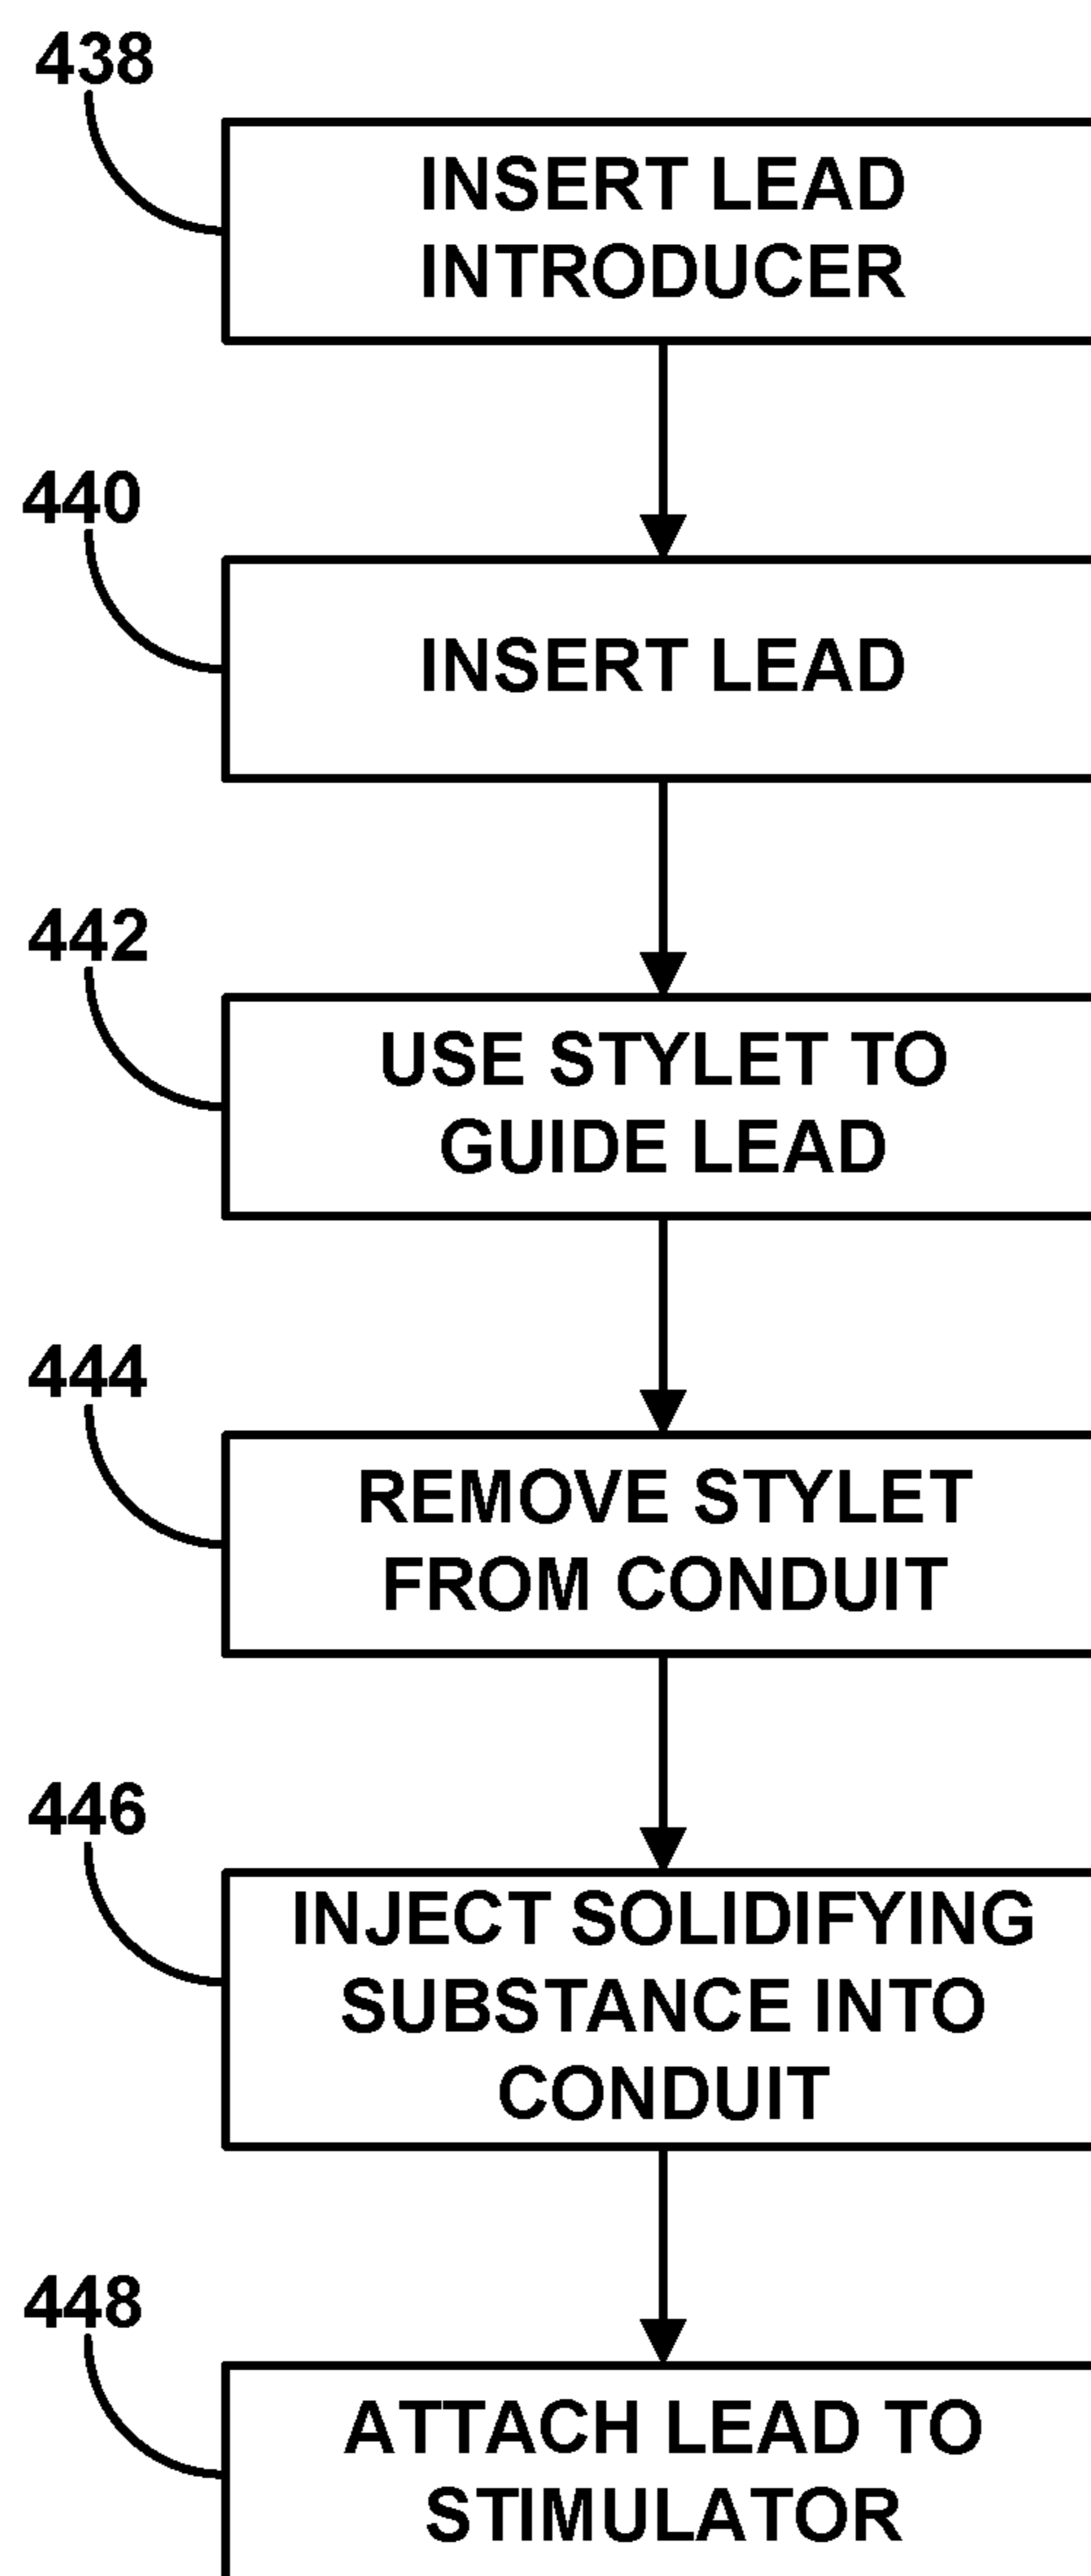 438
INSERT LEAD
INTRODUCER
440
INSERT LEAD
442
USE STYLET TO
GUIDE LEAD
444
REMOVE STYLET
FROM CONDUIT
446
INJECT SOLIDIFYING
SUBSTANCE INTO
CONDUIT
448
ATTACH LEAD TO
STIMULATOR